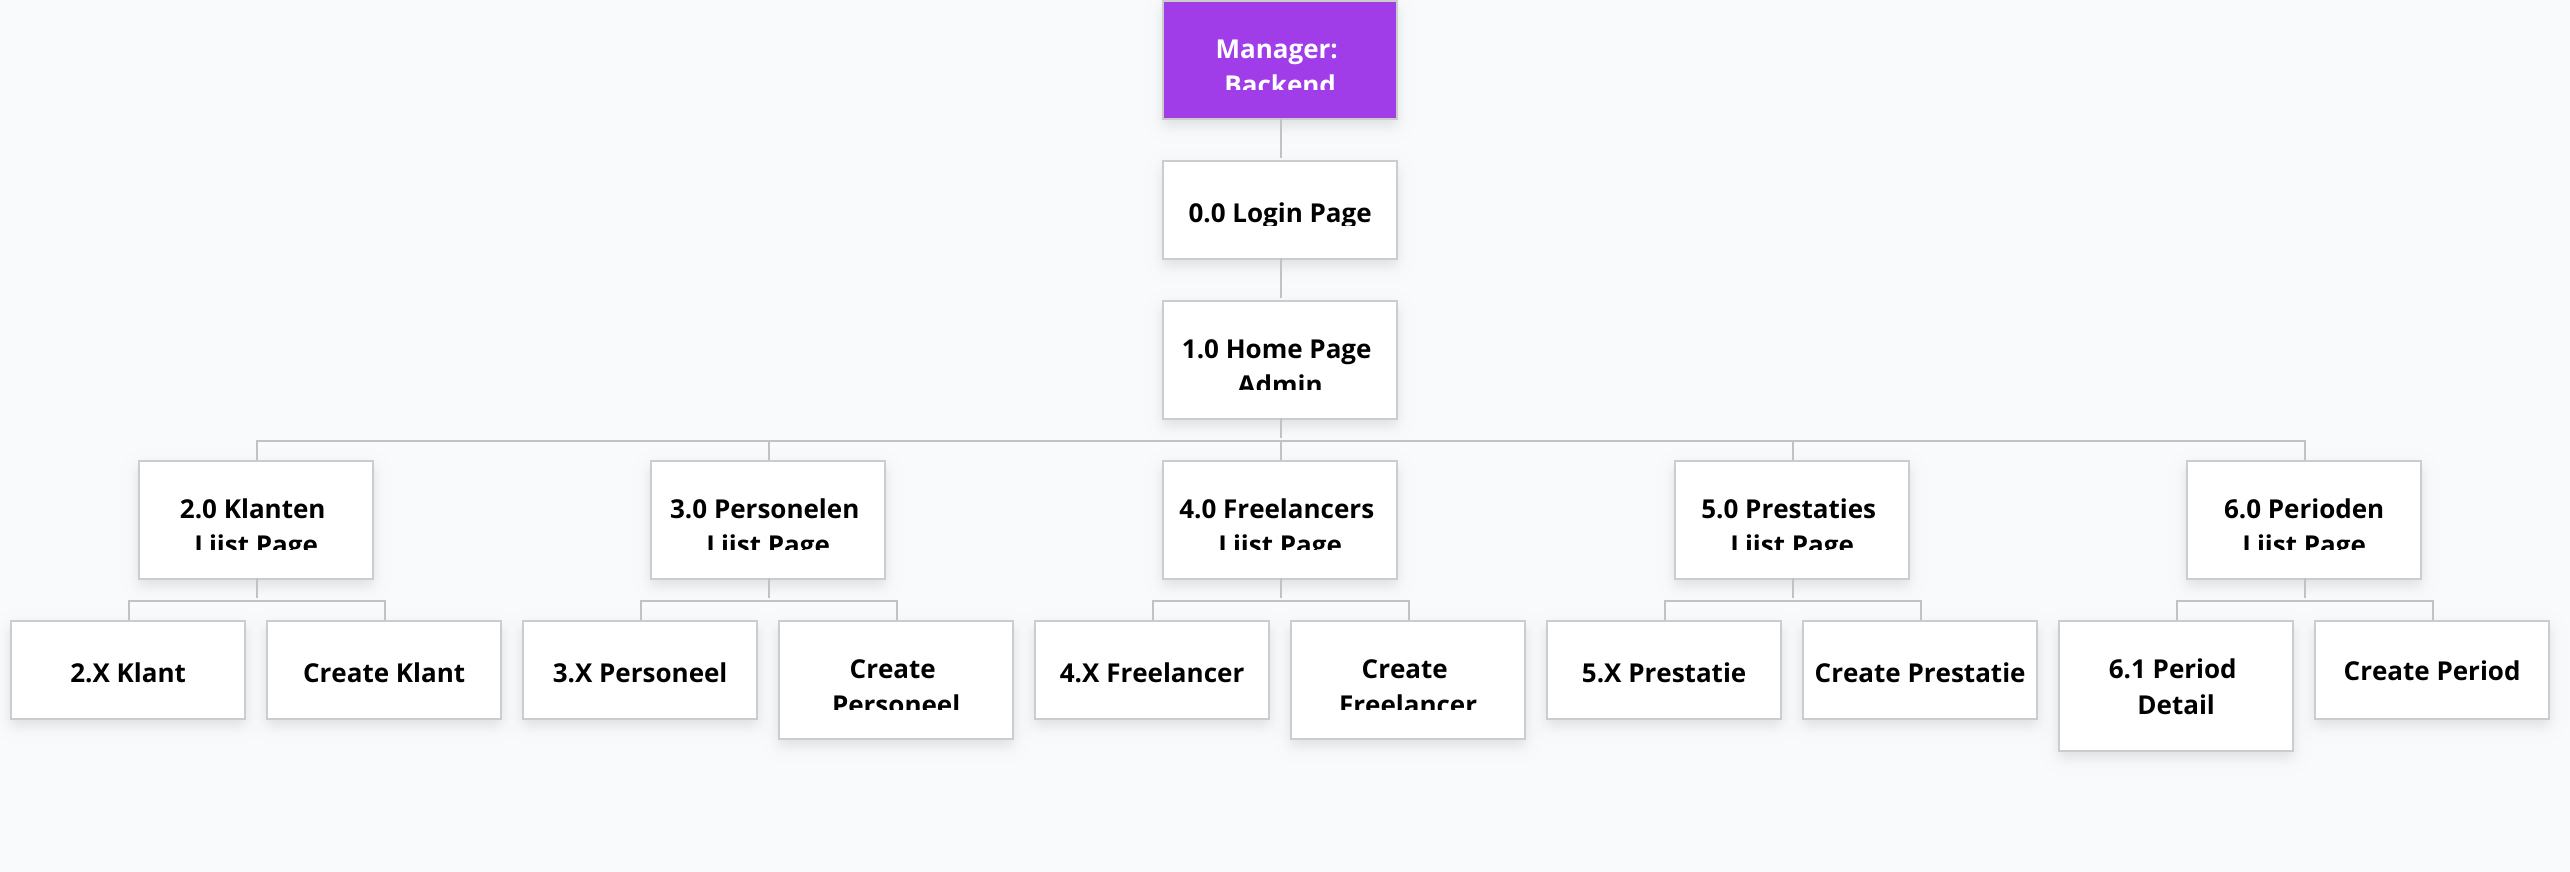 Manager:
Backend
0.0 Login Page
1.0 Home Page
Admin
2.0 Klanten
Lijst Page
3.0 Personelen
Lijst Page
4.0 Freelancers
Lijst Page
5.0 Prestaties
Lijst Page
6.0 Perioden
Lijst Page
2.X Klant
Create Klant
3.X Personeel
Create
Personeel
4.X Freelancer
Create
Freelancer
5.X Prestatie
Create Prestatie
6.1 Period
Detail
Create Period